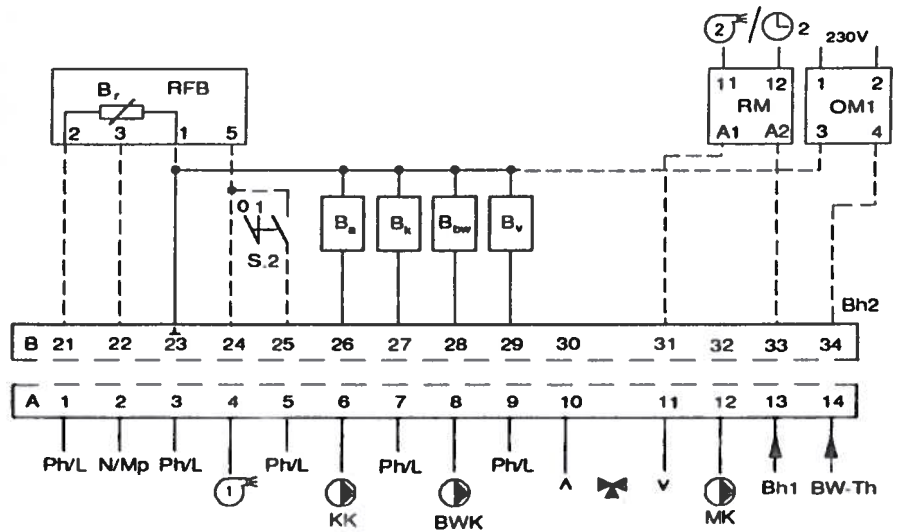 2 / 2 230V
11 12 1 2
RM OM1
A1 A2 3 4
Br RFB
2 3 1 5
0 1
S.2
Ba Bk Bbw Bv
Bh2
B 21 22 23 24 25 26 27 28 29 30 31 32 33 34
A 1 2 3 4 5 6 7 8 9 10 11 12 13 14
Ph/L N/Mp Ph/L 1 Ph/L KK Ph/L BWK Ph/L ʌ v MK Bh1 BW-Th